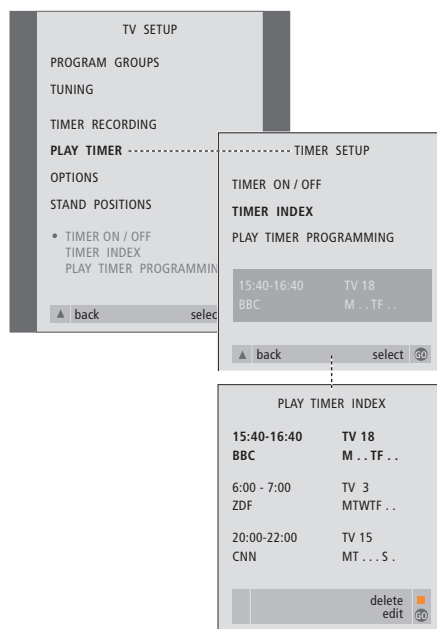 TV SETUP
PROGRAM GROUPS
TUNING
TIMER RECORDING
PLAY TIMER
OPTIONS
STAND POSITIONS
• TIMER ON / OFF
TIMER INDEX
PLAY TIMER PROGRAMMIN
back selec
TIMER SETUP
TIMER ON / OFF
TIMER INDEX
PLAY TIMER PROGRAMMING
15:40-16:40 TV 18
BBC M . . TF . .
back select GO
PLAY TIMER INDEX
15:40-16:40 TV 18
BBC M . . TF . .
6:00 - 7:00 TV 3
ZDF MTWTF . .
20:00-22:00 TV 15
CNN MT . . . S .
delete
edit GO